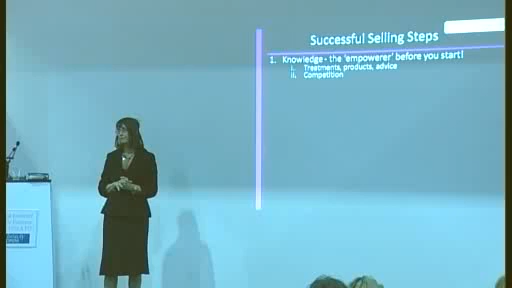 Successful Selling Steps
1. Knowledge - the 'empowerer' before you start!
i. Treatments, products, advice
ii. Competition